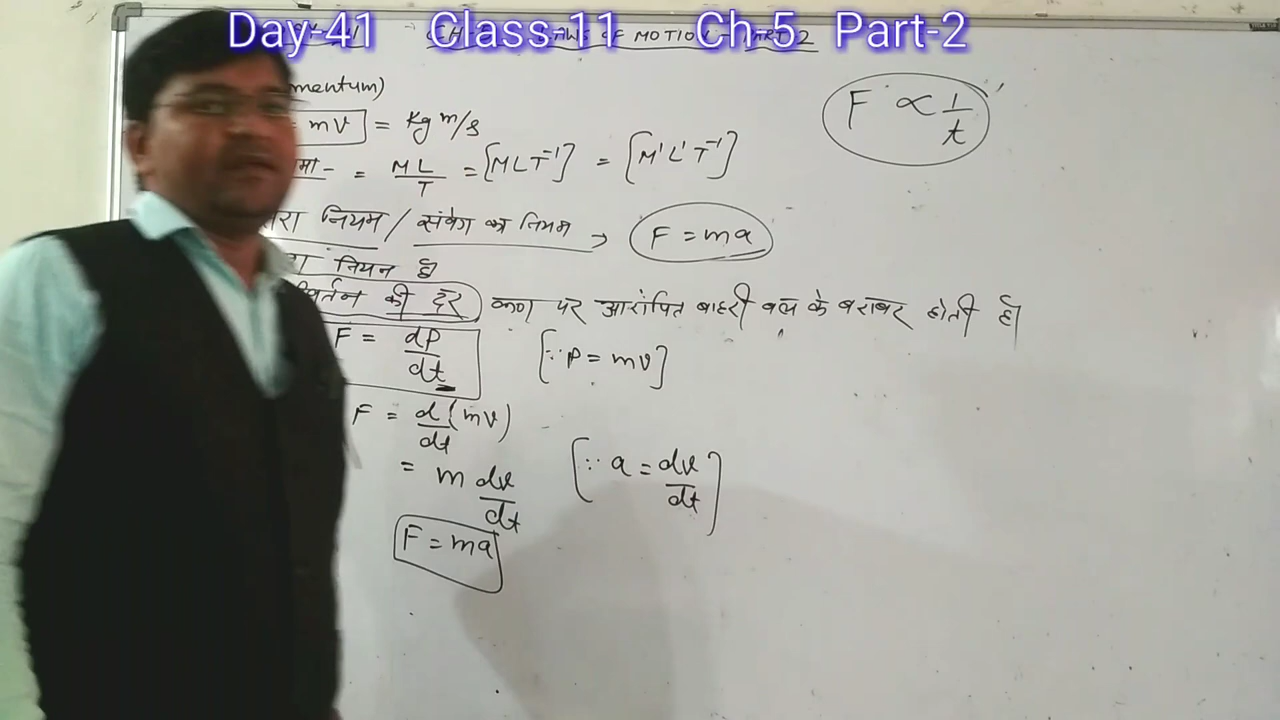 Day-41 Class-11 Ch-5 Part-2
OF MOTION
mentum)
mv = Kg m/s
= ML/T = [MLT⁻¹] = [M¹L¹T⁻¹]
F ∝ 1/t
रा नियम / संवेग का नियम → F = ma
रा नियन है
र्तन की दर कण पर आरोपित बाहरी बल के बराबर होती है
F = dP/dt [∵ P = mv]
F = d/dt (mv)
= m dv/dt [∵ a = dv/dt]
F = ma